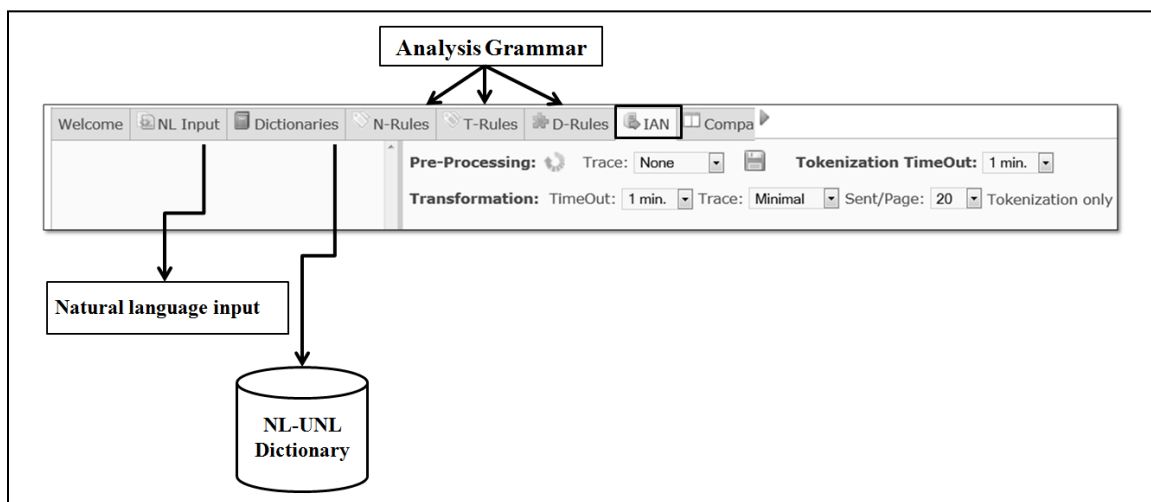 Analysis Grammar
Welcome NL Input Dictionaries N-Rules T-Rules D-Rules IAN Compa
Pre-Processing: Trace: None Tokenization TimeOut: 1 min.
Transformation: TimeOut: 1 min. Trace: Minimal Sent/Page: 20 Tokenization only
Natural language input
NL-UNL
Dictionary